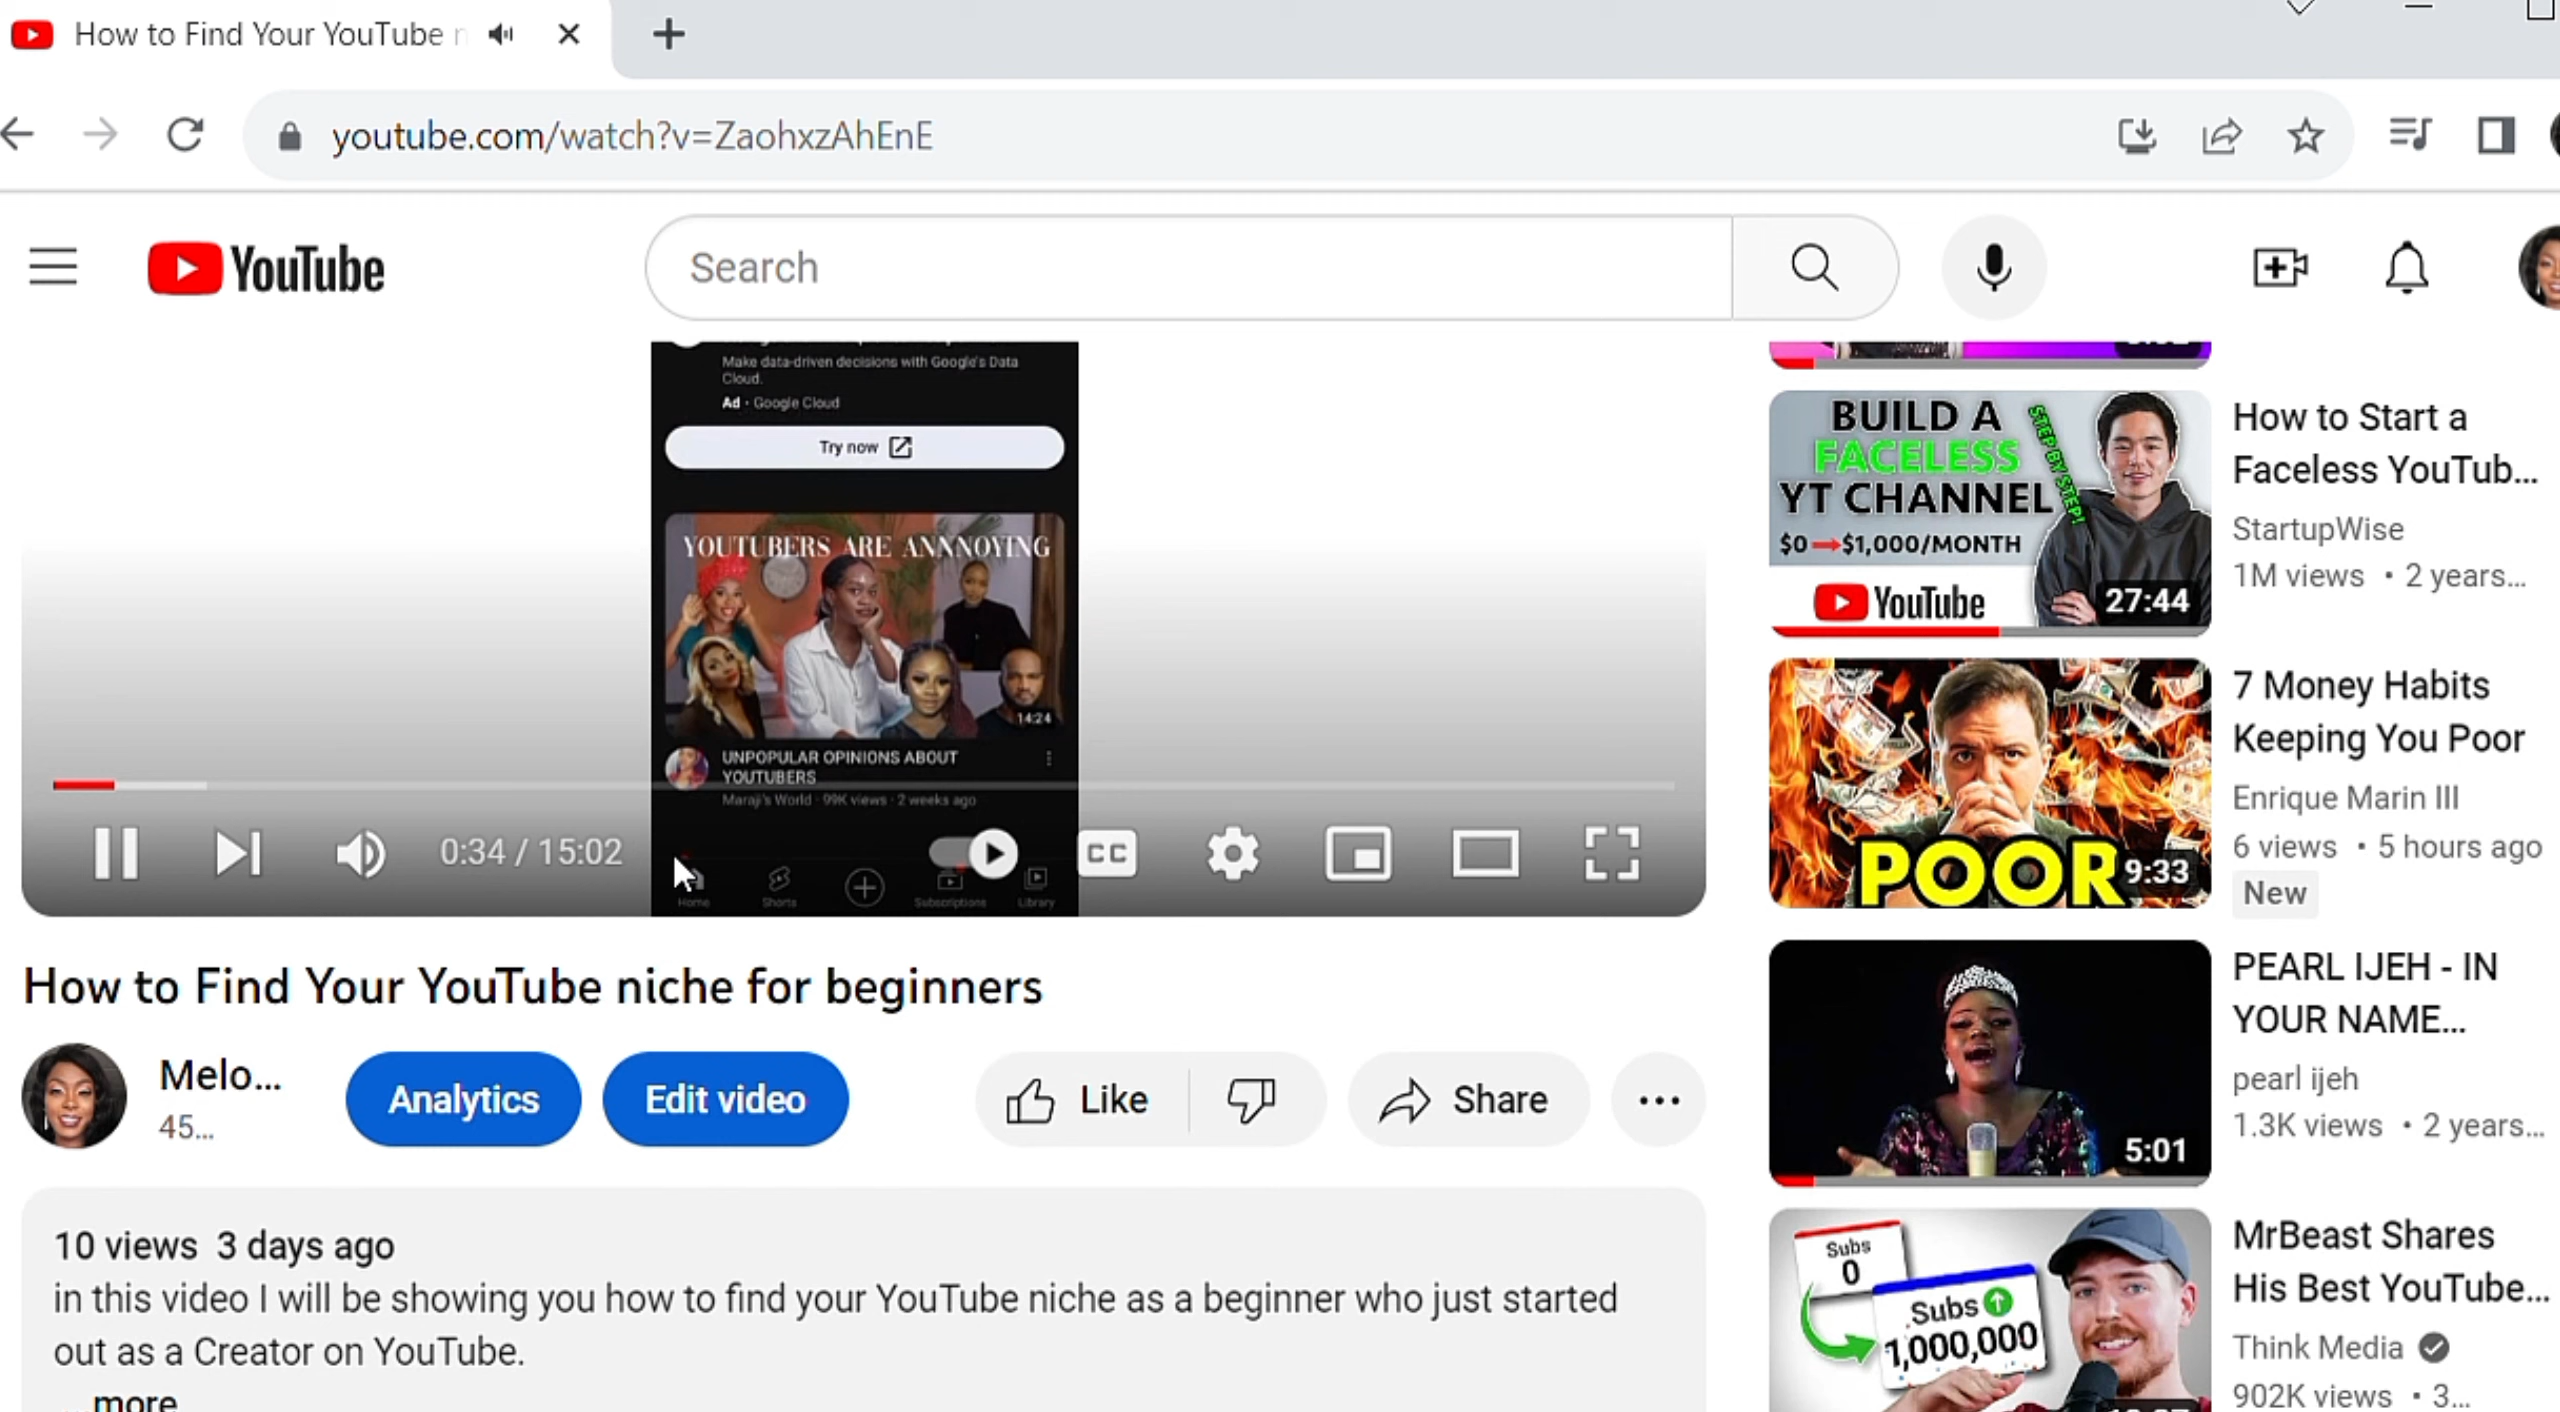 How to Find Your YouTube n
youtube.com/watch?v=ZaohxzAhEnE
YouTube
Search
Make data-driven decisions with Google's Data
Cloud.
Ad · Google Cloud
Try now
YOUTUBERS ARE ANNNOYING
14:24
UNPOPULAR OPINIONS ABOUT
YOUTUBERS
Maraji's World · 99K views · 2 weeks ago
0:34 / 15:02
CC
Home
Shorts
Subscriptions
Library
How to Find Your YouTube niche for beginners
Melo...
45...
Analytics
Edit video
Like
Share
10 views 3 days ago
in this video I will be showing you how to find your YouTube niche as a beginner who just started
out as a Creator on YouTube.
...more
BUILD A
FACELESS
YT CHANNEL
STEP BY STEP!
$0 → $1,000/MONTH
YouTube
27:44
How to Start a
Faceless YouTub...
StartupWise
1M views • 2 years...
POOR
9:33
7 Money Habits
Keeping You Poor
Enrique Marin III
6 views • 5 hours ago
New
5:01
PEARL IJEH - IN
YOUR NAME...
pearl ijeh
1.3K views • 2 years...
Subs
0
Subs
1,000,000
MrBeast Shares
His Best YouTube...
Think Media
902K views • 3...